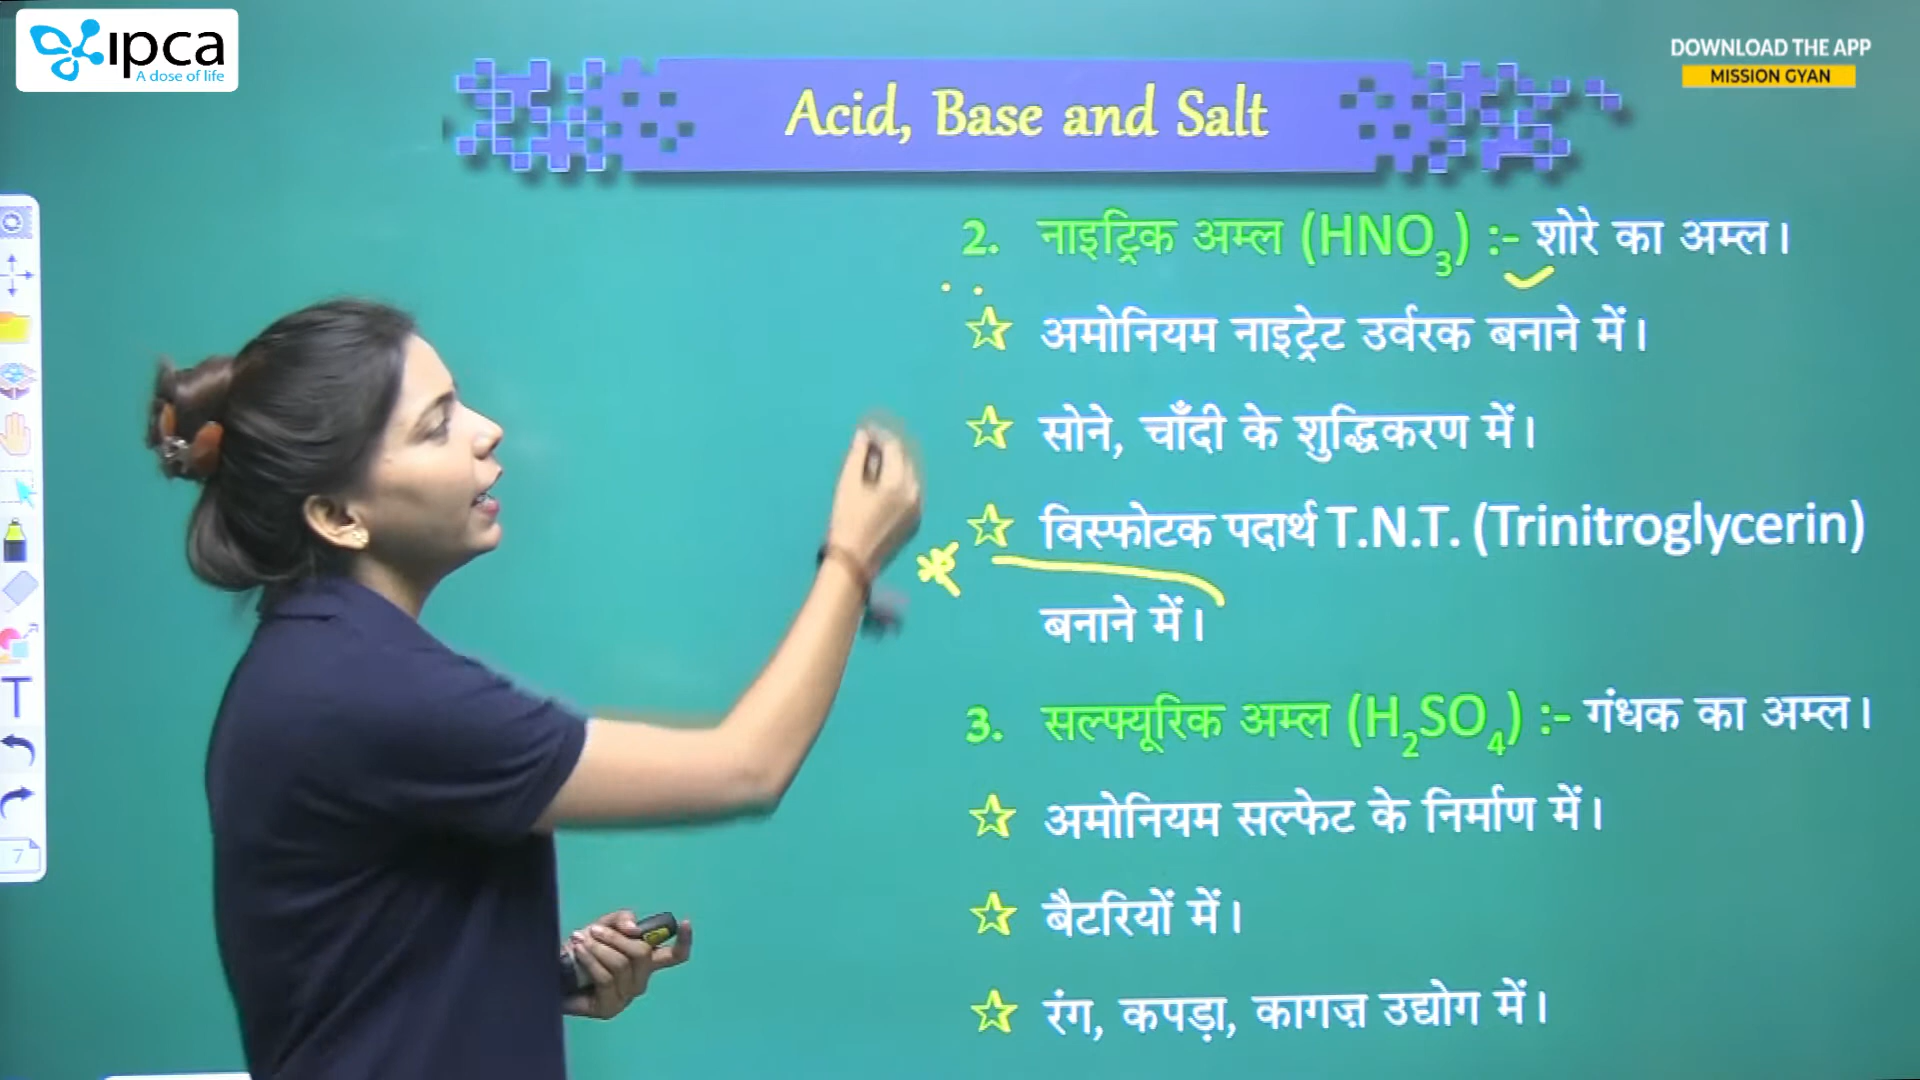 ipca
A dose of life
DOWNLOAD THE APP
MISSION GYAN
Acid, Base and Salt
2. नाइट्रिक अम्ल (HNO₃) :- शोरे का अम्ल।
☆ अमोनियम नाइट्रेट उर्वरक बनाने में।
☆ सोने, चाँदी के शुद्धिकरण में।
☆ विस्फोटक पदार्थ T.N.T. (Trinitroglycerin)
बनाने में।
3. सल्फ्यूरिक अम्ल (H₂SO₄) :- गंधक का अम्ल।
☆ अमोनियम सल्फेट के निर्माण में।
☆ बैटरियों में।
☆ रंग, कपड़ा, कागज़ उद्योग में।
T
7